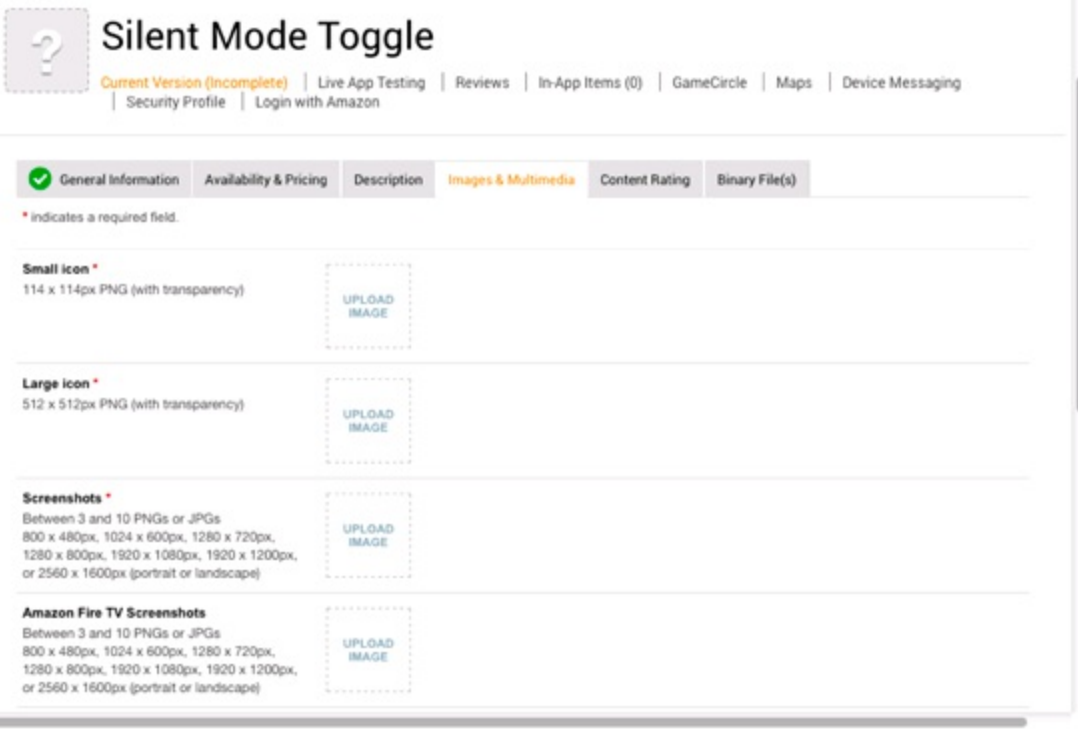 ?
Silent Mode Toggle
Current Version (Incomplete) | Live App Testing | Reviews | In-App Items (0) | GameCircle | Maps | Device Messaging
| Security Profile | Login with Amazon
General Information Availability & Pricing Description Images & Multimedia Content Rating Binary File(s)
* indicates a required field.
Small icon *
114 x 114px PNG (with transparency)
UPLOAD
IMAGE
Large icon *
512 x 512px PNG (with transparency)
UPLOAD
IMAGE
Screenshots *
Between 3 and 10 PNGs or JPGs
800 x 480px, 1024 x 600px, 1280 x 720px,
1280 x 800px, 1920 x 1080px, 1920 x 1200px,
or 2560 x 1600px (portrait or landscape)
UPLOAD
IMAGE
Amazon Fire TV Screenshots
Between 3 and 10 PNGs or JPGs
800 x 480px, 1024 x 600px, 1280 x 720px,
1280 x 800px, 1920 x 1080px, 1920 x 1200px,
or 2560 x 1600px (portrait or landscape)
UPLOAD
IMAGE